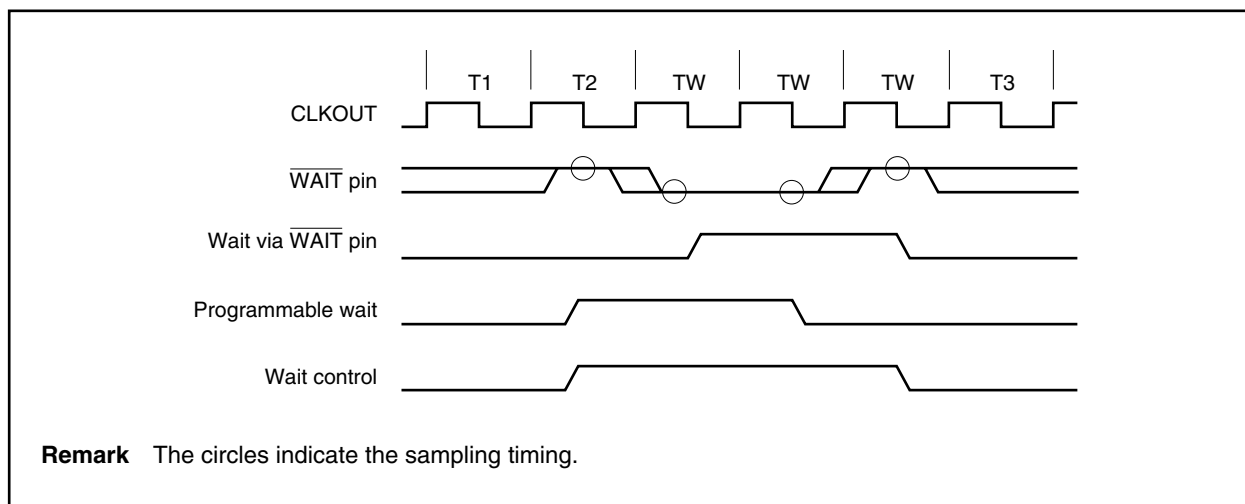 T1 T2 TW TW TW T3
CLKOUT
WAIT pin
Wait via WAIT pin
Programmable wait
Wait control
Remark The circles indicate the sampling timing.